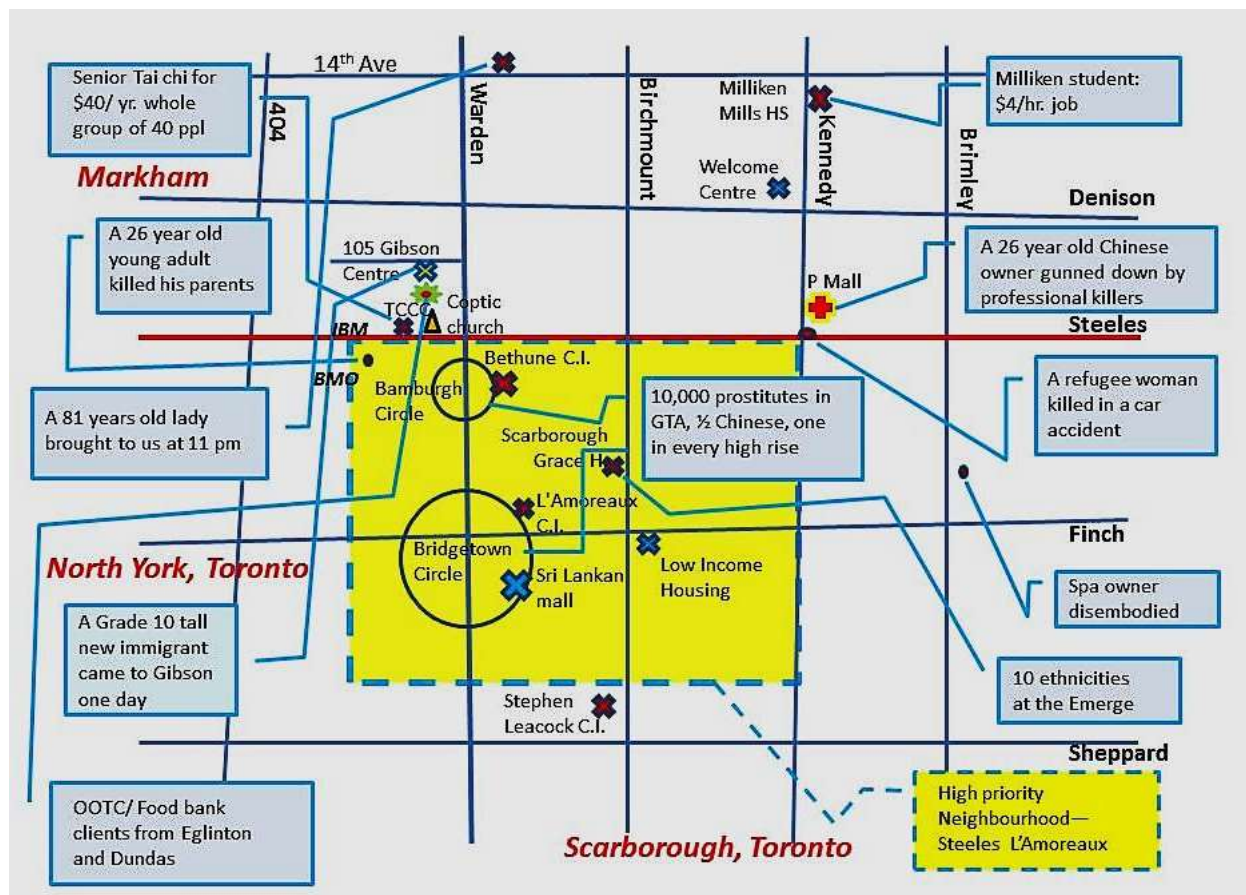 Senior Tai chi for
$40/ yr. whole
group of 40 ppl
14th Ave
404
Warden
Birchmount
Milliken
Mills HS
Kennedy
Brimley
Milliken student:
$4/hr. job
Markham
Welcome
Centre
Denison
A 26 year old
young adult
killed his parents
105 Gibson
Centre
TCCC
Coptic
church
P Mall
A 26 year old Chinese
owner gunned down by
professional killers
IBM
Steeles
BMO
Bethune C.I.
Bamburgh
Circle
A 81 years old lady
brought to us at 11 pm
10,000 prostitutes in
GTA, ½ Chinese, one
in every high rise
A refugee woman
killed in a car
accident
Scarborough
Grace H
L'Amoreaux
C.I.
Finch
North York, Toronto
Bridgetown
Circle
Sri Lankan
mall
Low Income
Housing
Spa owner
disembodied
A Grade 10 tall
new immigrant
came to Gibson
one day
10 ethnicities
at the Emerge
Stephen
Leacock C.I.
Sheppard
OOTC/ Food bank
clients from Eglinton
and Dundas
Scarborough, Toronto
High priority
Neighbourhood—
Steeles L'Amoreaux